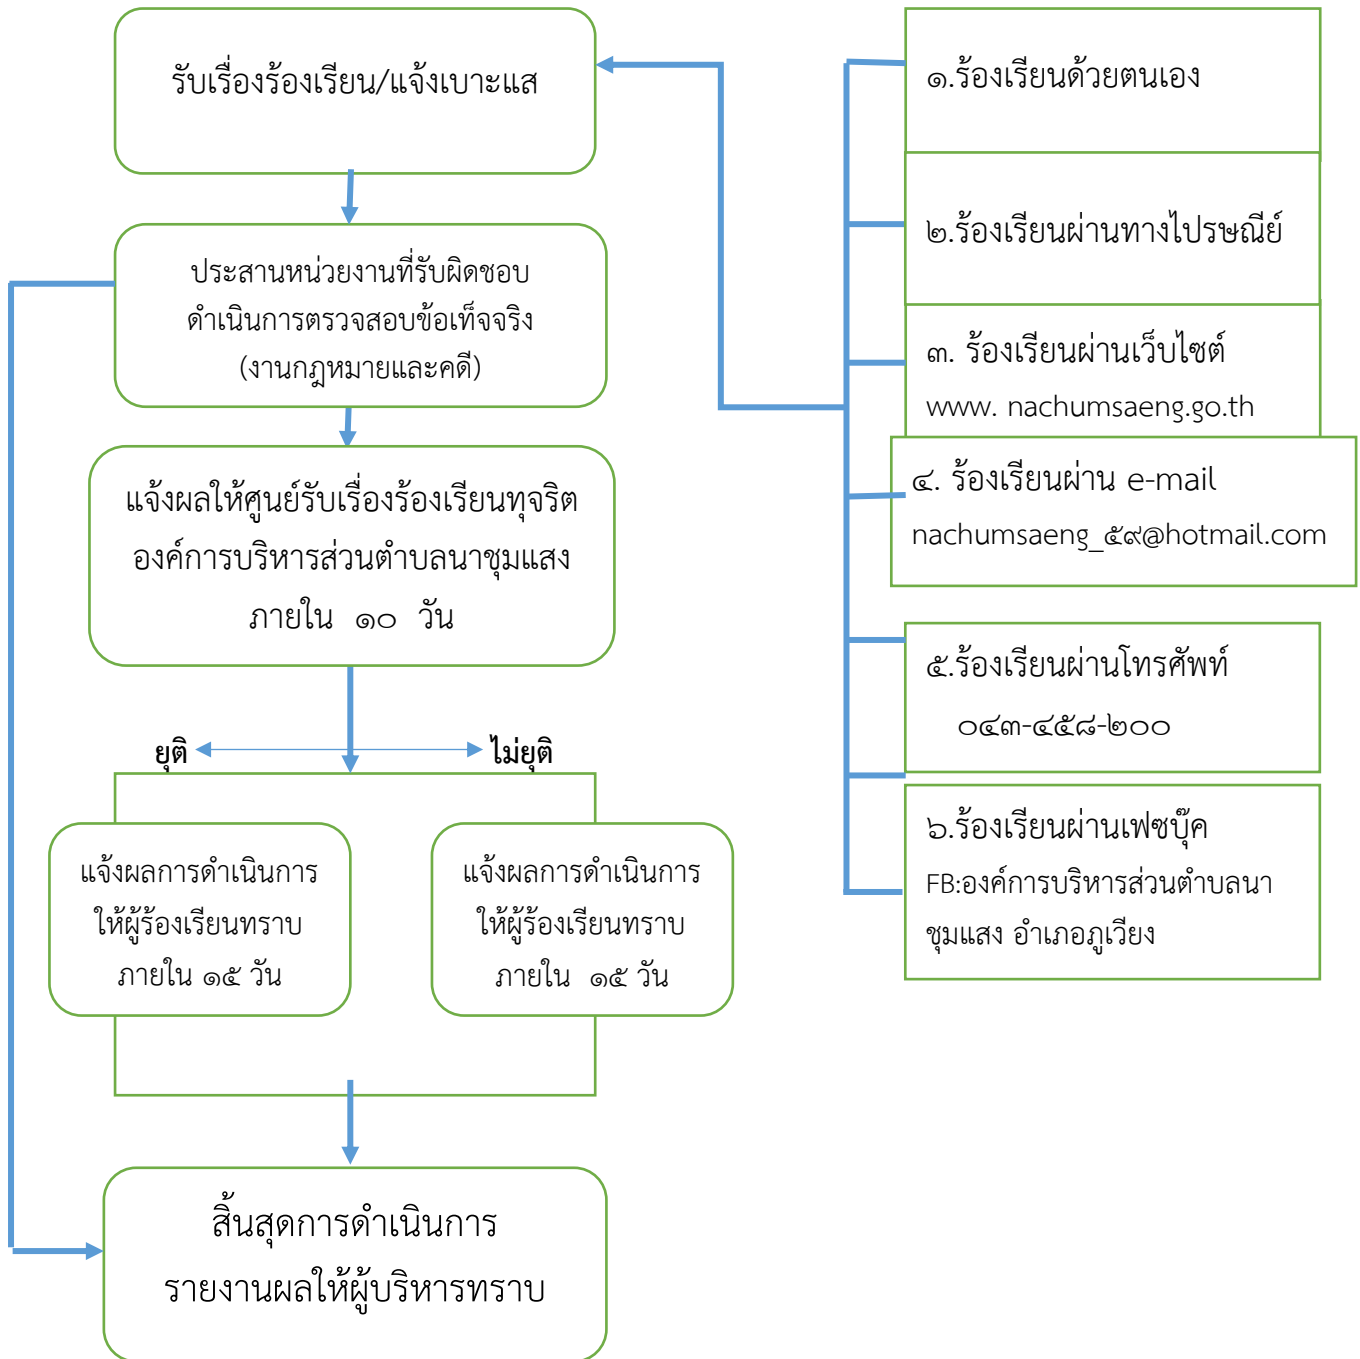 รับเรื่องร้องเรียน/แจ้งเบาะแส
ประสานหน่วยงานที่รับผิดชอบ
ดำเนินการตรวจสอบข้อเท็จจริง
(งานกฎหมายและคดี)
แจ้งผลให้ศูนย์รับเรื่องร้องเรียนทุจริต
องค์การบริหารส่วนตำบลนาชุมแสง
ภายใน ๑๐ วัน
ยุติ
ไม่ยุติ
แจ้งผลการดำเนินการ
ให้ผู้ร้องเรียนทราบ
ภายใน ๑๕ วัน
แจ้งผลการดำเนินการ
ให้ผู้ร้องเรียนทราบ
ภายใน ๑๕ วัน
สิ้นสุดการดำเนินการ
รายงานผลให้ผู้บริหารทราบ
๑.ร้องเรียนด้วยตนเอง
๒.ร้องเรียนผ่านทางไปรษณีย์
๓. ร้องเรียนผ่านเว็บไซต์
www. nachumsaeng.go.th
๔. ร้องเรียนผ่าน e-mail
nachumsaeng_๕๙@hotmail.com
๕.ร้องเรียนผ่านโทรศัพท์
๐๔๓-๔๕๘-๒๐๐
๖.ร้องเรียนผ่านเฟซบุ๊ค
FB:องค์การบริหารส่วนตำบลนา
ชุมแสง อำเภอภูเวียง